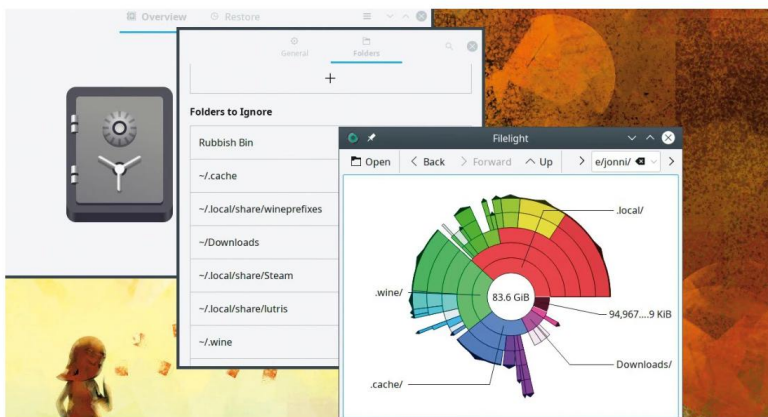 Overview
Restore
General
Folders
+
Folders to Ignore
Rubbish Bin
~/.cache
~/.local/share/wineprefixes
~/Downloads
~/.local/share/Steam
~/.local/share/lutris
~/.wine
Filelight
Open < Back > Forward Up > e/jonni/ >
.local/
.wine/
83.6 GiB
94,967....9 KiB
Downloads/
.cache/